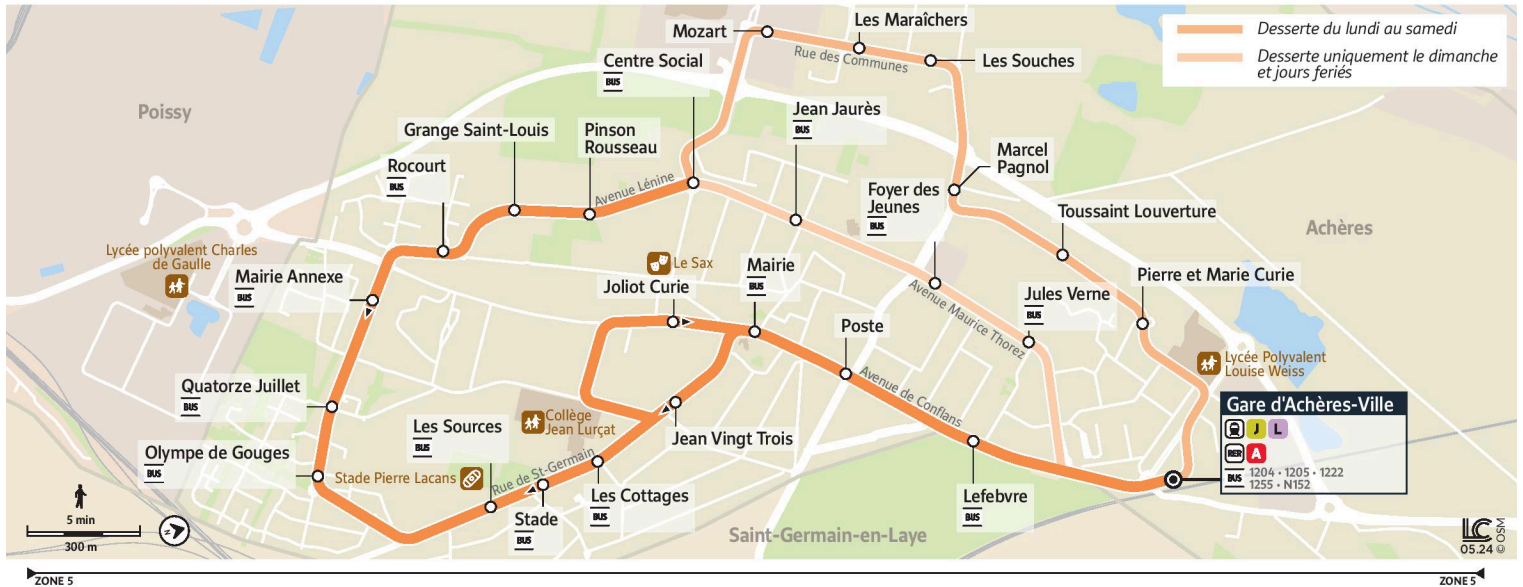 Desserte du lundi au samedi
Desserte uniquement le dimanche
et jours feriés
Mozart
Les Maraîchers
Rue des Communes
Les Souches
Centre Social
BUS
Poissy
Jean Jaurès
BUS
Grange Saint-Louis
Pinson
Rousseau
Rocourt
BUS
Avenue Lénine
Marcel
Pagnol
Foyer des
Jeunes
BUS
Toussaint Louverture
Achères
Lycée polyvalent Charles
de Gaulle
Mairie Annexe
BUS
Le Sax
Joliot Curie
Mairie
BUS
Pierre et Marie Curie
Jules Verne
BUS
Avenue Maurice Thorez
Poste
Lycée Polyvalent
Louise Weiss
Avenue de Conflans
Quatorze Juillet
BUS
Gare d'Achères-Ville
J L
RER A
BUS 1204 • 1205 • 1222
1255 • N152
Collège
Jean Lurçat
Les Sources
BUS
Jean Vingt Trois
Olympe de Gouges
BUS
Stade Pierre Lacans
Rue de St-Germain
Les Cottages
BUS
Stade
BUS
Lefebvre
BUS
Saint-Germain-en-Laye
5 min
300 m
N
LC
05.24 © OSM
ZONE 5
ZONE 5